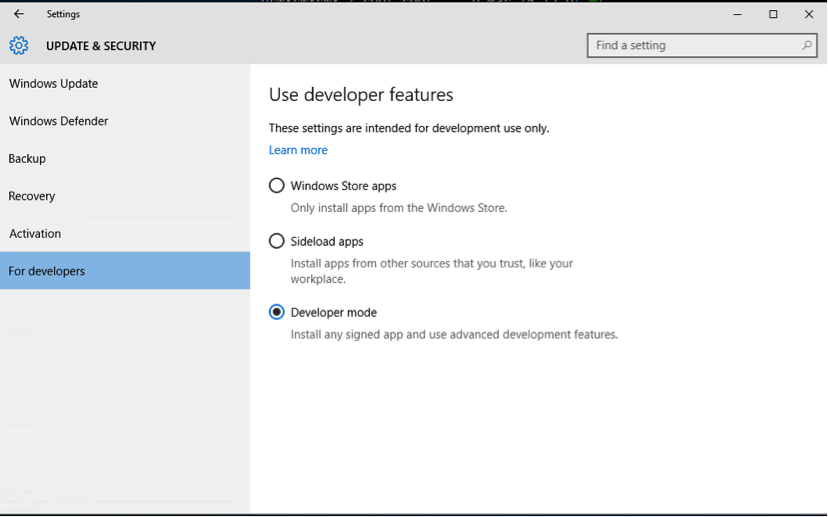 Settings
UPDATE & SECURITY
Find a setting
Windows Update
Windows Defender
Backup
Recovery
Activation
For developers
Use developer features
These settings are intended for development use only.
Learn more
Windows Store apps
Only install apps from the Windows Store.
Sideload apps
Install apps from other sources that you trust, like your
workplace.
Developer mode
Install any signed app and use advanced development features.